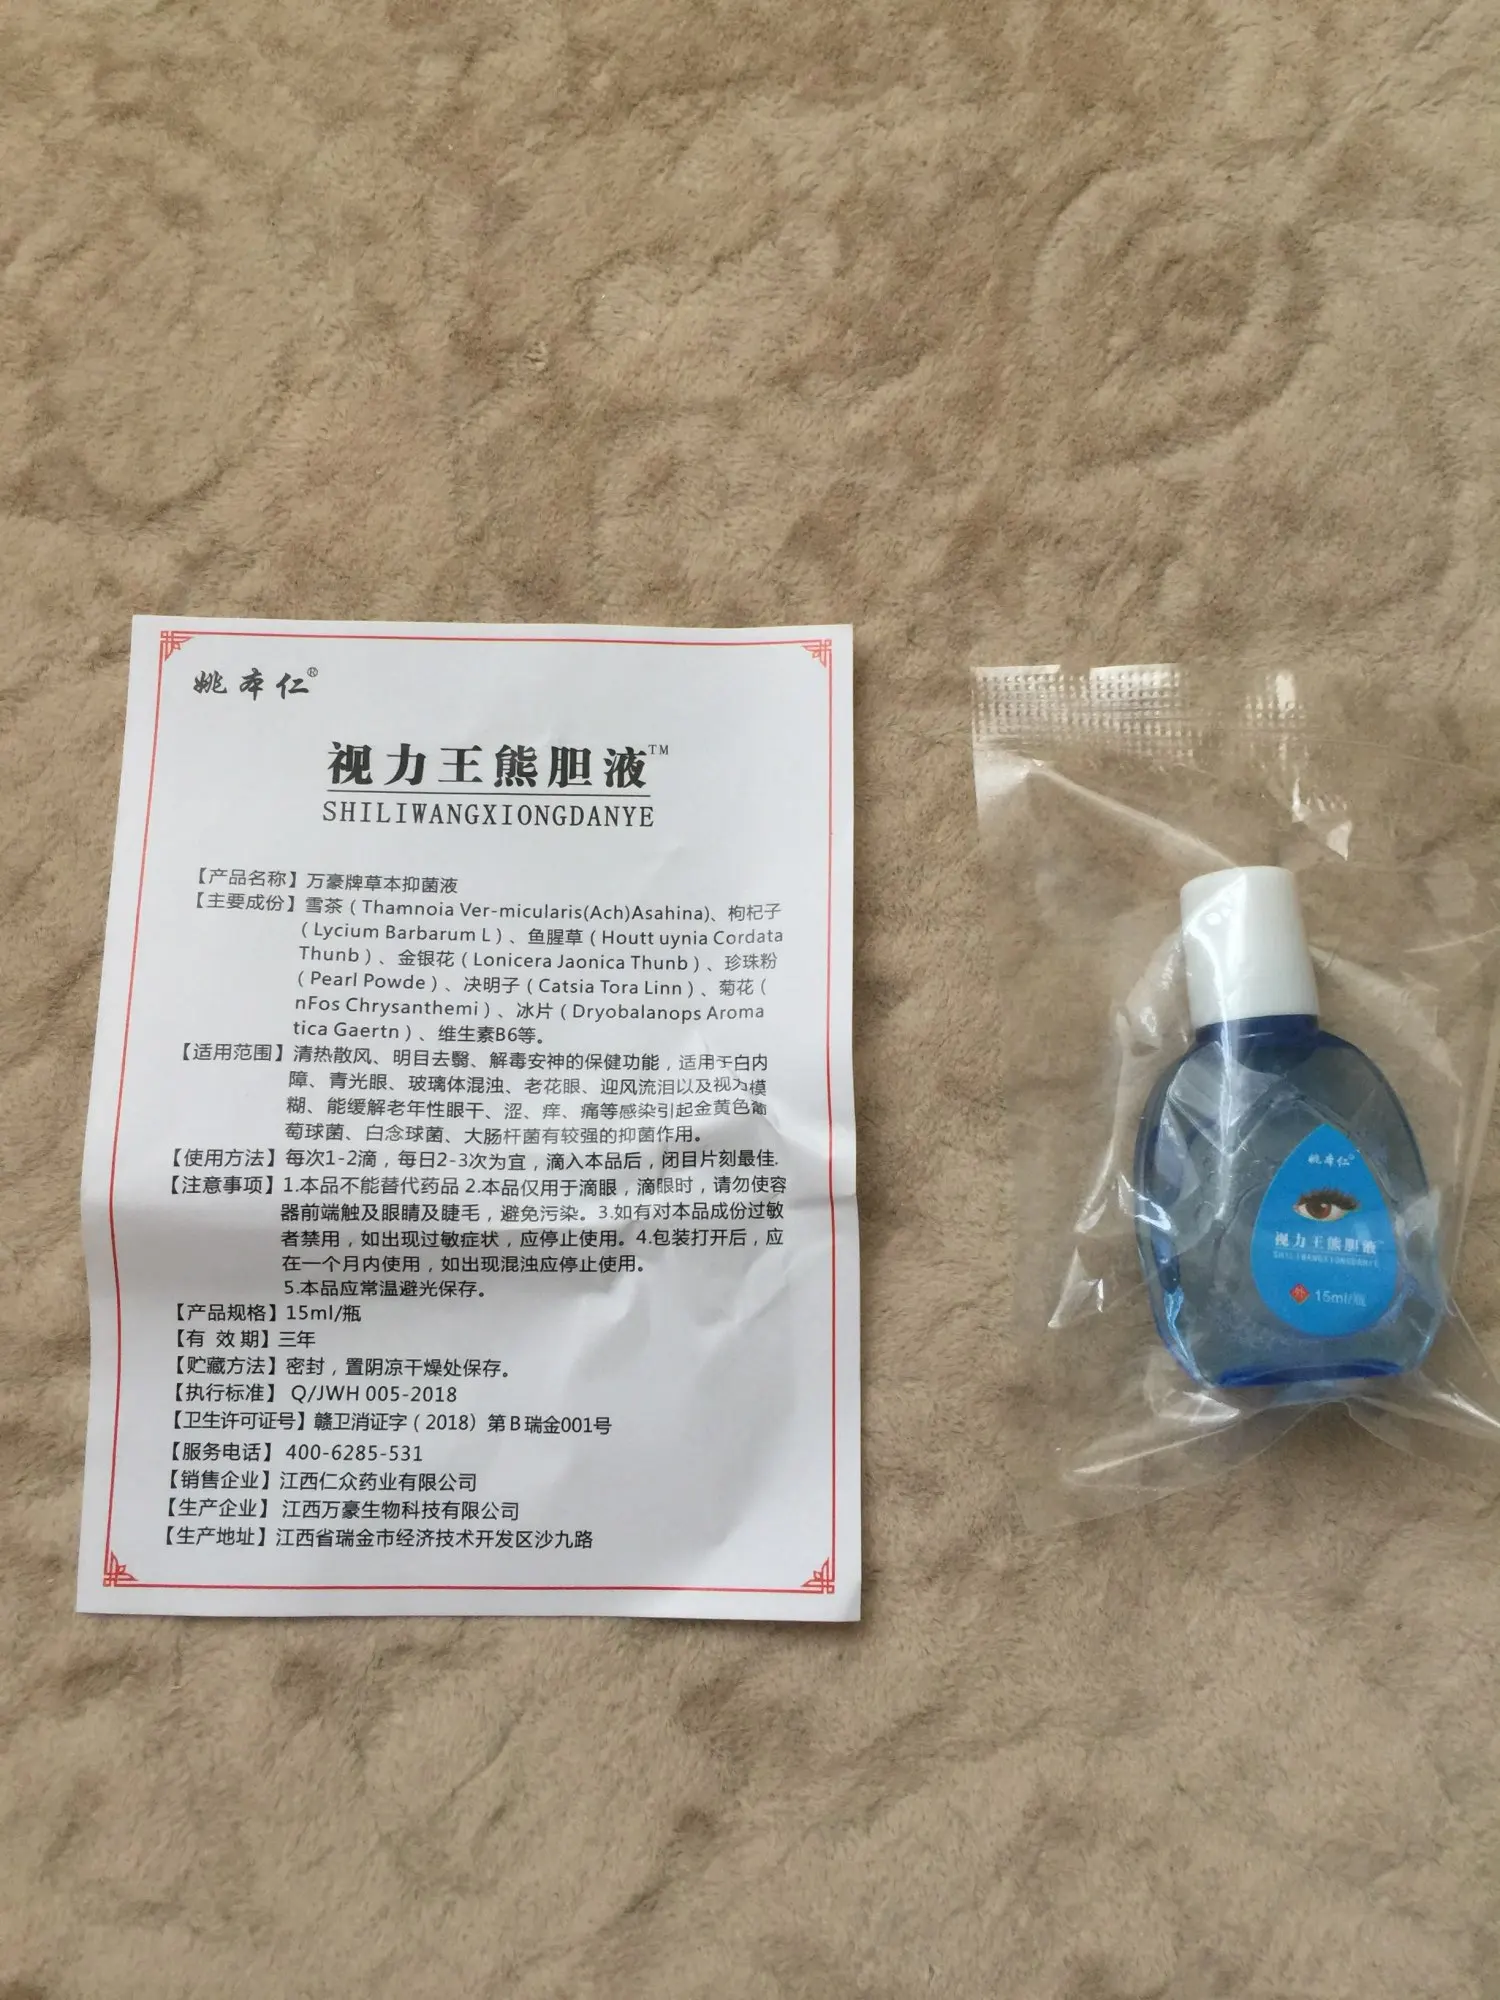 姚本仁®
视力王熊胆液™
SHILIWANGXIONGDANYE
【产品名称】万豪牌草本抑菌液
【主要成份】雪茶（Thamnoia Ver-micularis(Ach)Asahina)、枸杞子
（Lycium Barbarum L）、鱼腥草（Houtt uynia Cordata
Thunb）、金银花（Lonicera Jaonica Thunb）、珍珠粉
（Pearl Powde）、决明子（Catsia Tora Linn）、菊花（
nFos Chrysanthemi）、冰片（Dryobalanops Aroma
tica Gaertn）、维生素B6等。
【适用范围】清热散风、明目去翳、解毒安神的保健功能，适用于白内
障、青光眼、玻璃体混浊、老花眼、迎风流泪以及视力模
糊、能缓解老年性眼干、涩、痒、痛等感染引起金黄色葡
萄球菌、白念球菌、大肠杆菌有较强的抑菌作用。
【使用方法】每次1-2滴，每日2-3次为宜，滴入本品后，闭目片刻最佳.
【注意事项】1.本品不能替代药品 2.本品仅用于滴眼，滴眼时，请勿使容
器前端触及眼睛及睫毛，避免污染。3.如有对本品成份过敏
者禁用，如出现过敏症状，应停止使用。4.包装打开后，应
在一个月内使用，如出现混浊应停止使用。
5.本品应常温避光保存。
【产品规格】15ml/瓶
【有 效 期】三年
【贮藏方法】密封，置阴凉干燥处保存。
【执行标准】 Q/JWH 005-2018
【卫生许可证号】赣卫消证字（2018）第B瑞金001号
【服务电话】 400-6285-531
【销售企业】江西仁众药业有限公司
【生产企业】 江西万豪生物科技有限公司
【生产地址】江西省瑞金市经济技术开发区沙九路
姚本仁®
视力王熊胆液™
SHILIWANGXIONGDANYE
外 15ml/瓶